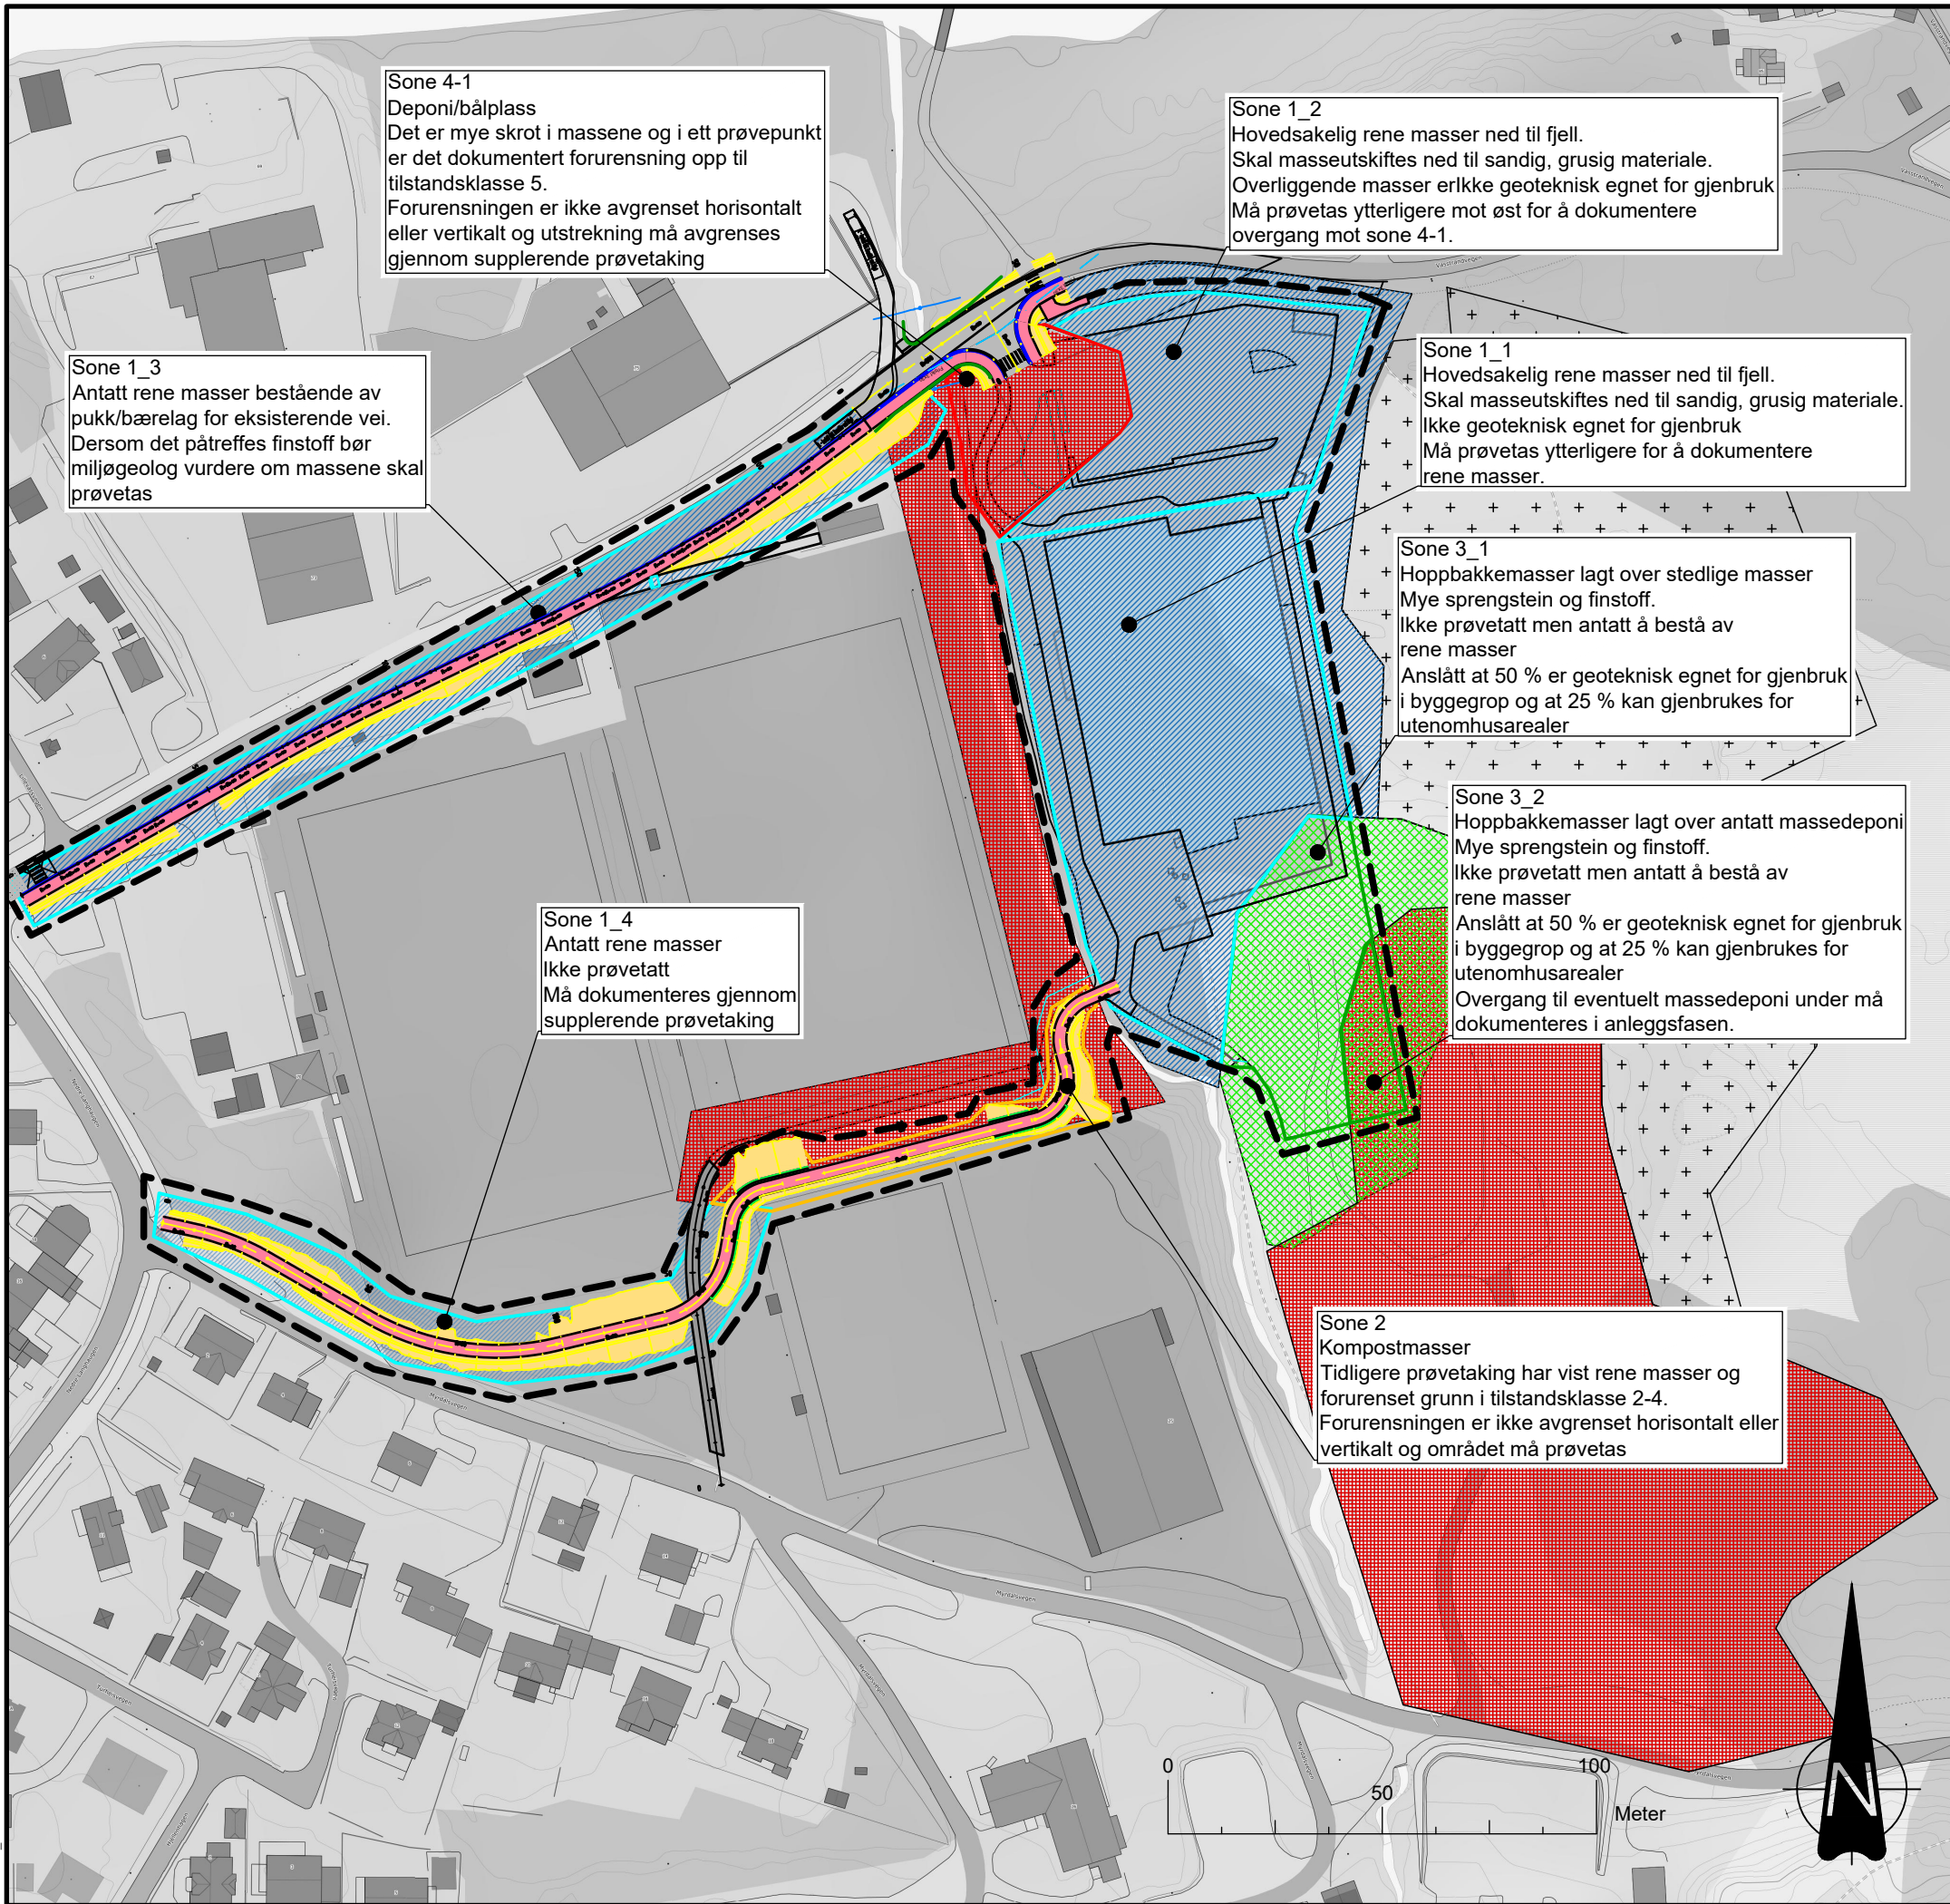 Sone 4-1
Deponi/bålplass
Det er mye skrot i massene og i ett prøvepunkt
er det dokumentert forurensning opp til
tilstandsklasse 5.
Forurensningen er ikke avgrenset horisontalt
eller vertikalt og utstrekning må avgrenses
gjennom supplerende prøvetaking
Sone 1_2
Hovedsakelig rene masser ned til fjell.
Skal masseutskiftes ned til sandig, grusig materiale.
Overliggende masser erIkke geoteknisk egnet for gjenbruk
Må prøvetas ytterligere mot øst for å dokumentere
overgang mot sone 4-1.
Sone 1_3
Antatt rene masser bestående av
pukk/bærelag for eksisterende vei.
Dersom det påtreffes finstoff bør
miljøgeolog vurdere om massene skal
prøvetas
Sone 1_1
Hovedsakelig rene masser ned til fjell.
Skal masseutskiftes ned til sandig, grusig materiale.
Ikke geoteknisk egnet for gjenbruk
Må prøvetas ytterligere for å dokumentere
rene masser.
Sone 3_1
Hoppbakkemasser lagt over stedlige masser
Mye sprengstein og finstoff.
Ikke prøvetatt men antatt å bestå av
rene masser
Anslått at 50 % er geoteknisk egnet for gjenbruk
i byggegrop og at 25 % kan gjenbrukes for
utenomhusarealer
Sone 3_2
Hoppbakkemasser lagt over antatt massedeponi
Mye sprengstein og finstoff.
Ikke prøvetatt men antatt å bestå av
rene masser
Anslått at 50 % er geoteknisk egnet for gjenbruk
i byggegrop og at 25 % kan gjenbrukes for
utenomhusarealer
Overgang til eventuelt massedeponi under må
dokumenteres i anleggsfasen.
Sone 1_4
Antatt rene masser
Ikke prøvetatt
Må dokumenteres gjennom
supplerende prøvetaking
Sone 2
Kompostmasser
Tidligere prøvetaking har vist rene masser og
forurenset grunn i tilstandsklasse 2-4.
Forurensningen er ikke avgrenset horisontalt eller
vertikalt og området må prøvetas
Myrdalsvegen
Myrdalsvegen
Myrdalsvegen
Myrdalsvegen
0
50
100
Meter
N